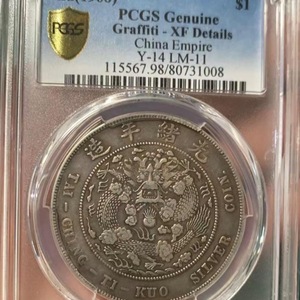 $1
PCGS
PCGS Genuine
Graffiti - XF Details
China Empire
Y-14 LM-11
115567.98/80731008
造年緒光
TAI-CHING-TI-KUO SILVER COIN